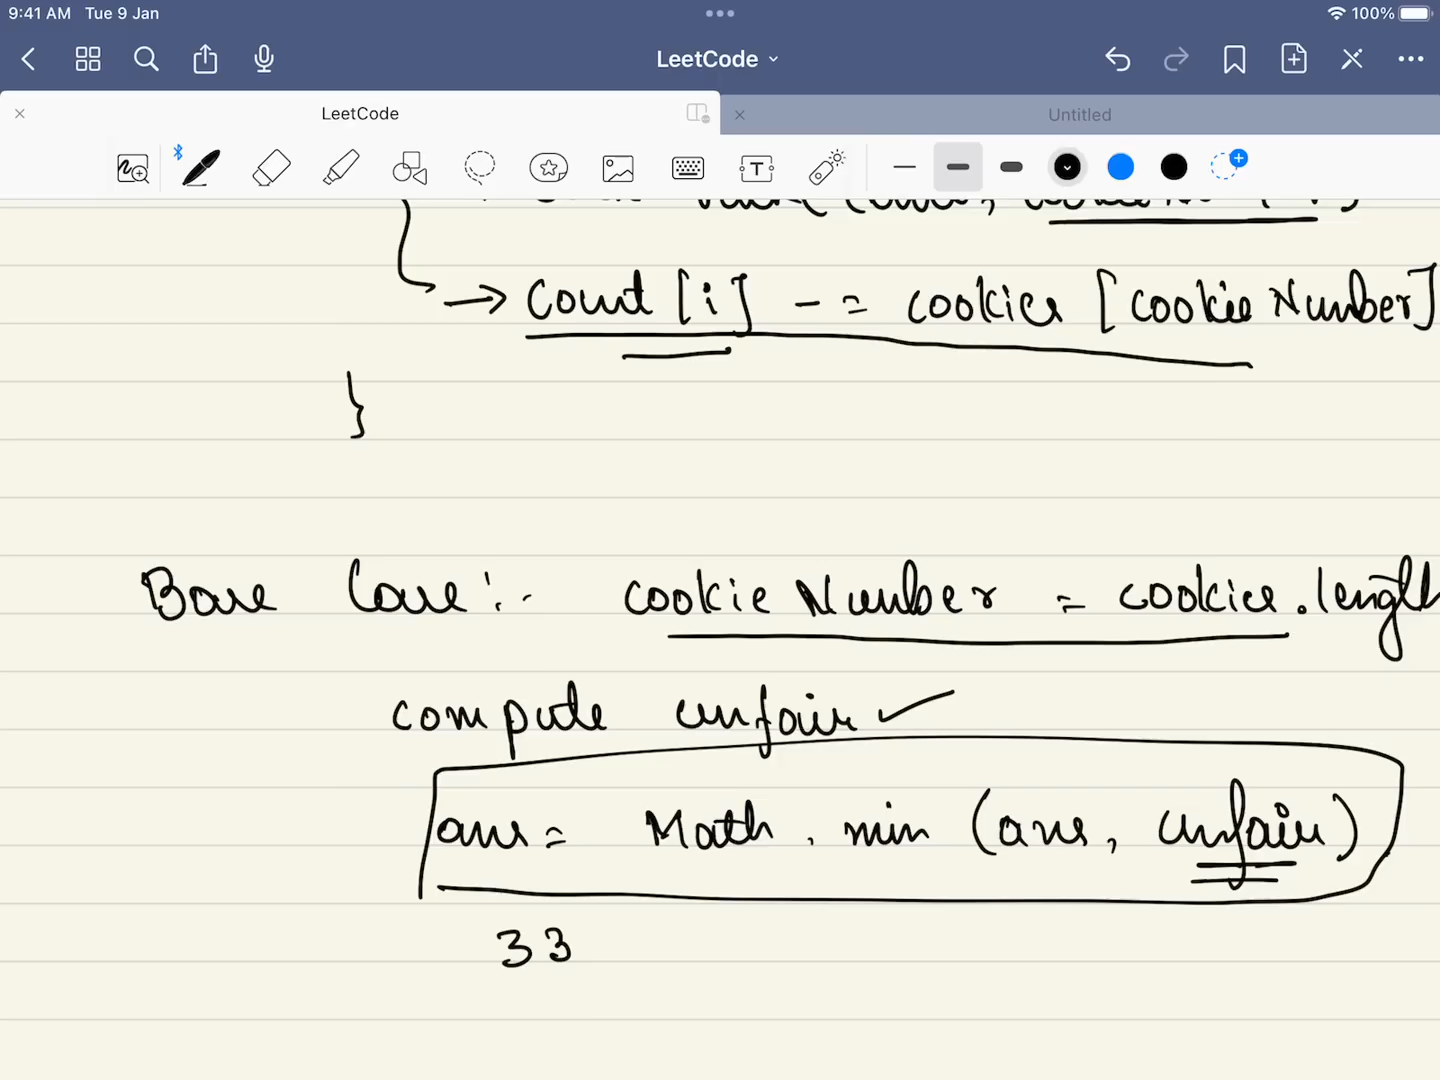 9:41 AM Tue 9 Jan
100%
LeetCode
LeetCode
Untitled
→ count [i] -= cookies [cookieNumber]
}
Base Case :- cookieNumber = cookies.length
compute unfair ✓
ans = Math.min (ans, unfair)
33